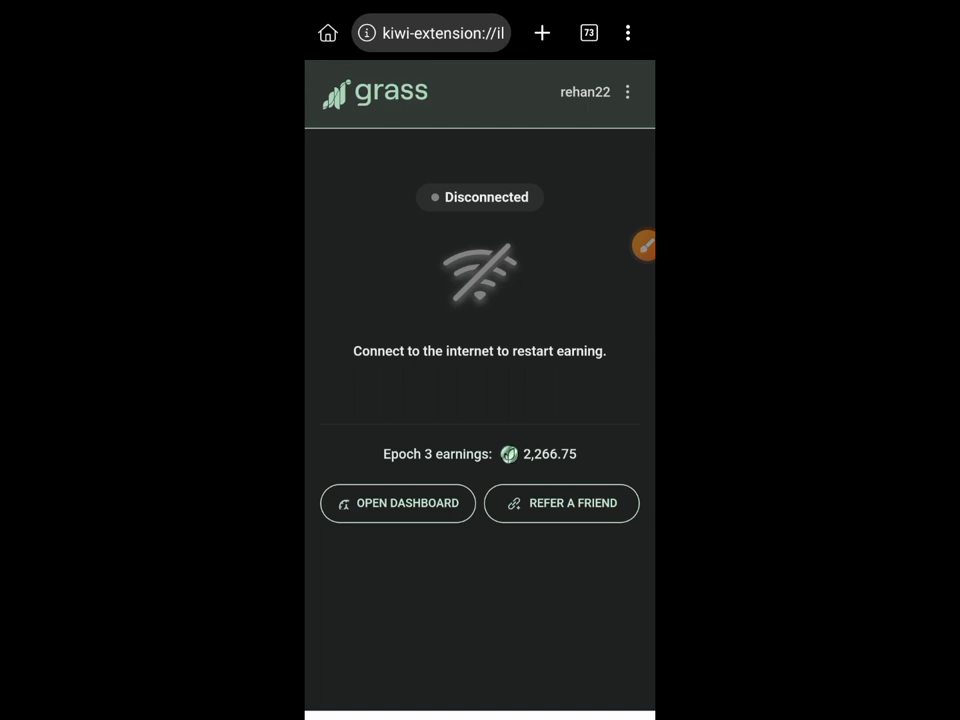 kiwi-extension://il
73
grass
rehan22
Disconnected
Connect to the internet to restart earning.
Epoch 3 earnings: 2,266.75
OPEN DASHBOARD
REFER A FRIEND